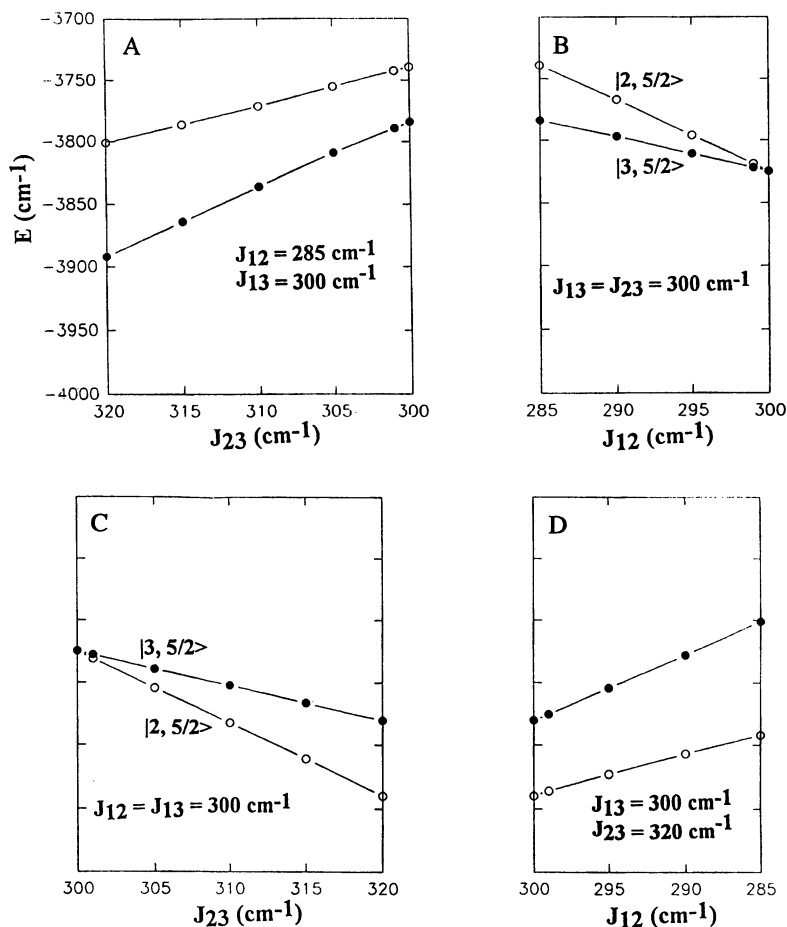 A
E (cm-1)
-3700
-3750
-3800
-3850
-3900
-3950
-4000
J12 = 285 cm-1
J13 = 300 cm-1
320 315 310 305 300
J23 (cm-1)
B
|2, 5/2>
|3, 5/2>
J13 = J23 = 300 cm-1
285 290 295 300
J12 (cm-1)
C
|3, 5/2>
|2, 5/2>
J12 = J13 = 300 cm-1
300 305 310 315 320
J23 (cm-1)
D
J13 = 300 cm-1
J23 = 320 cm-1
300 295 290 285
J12 (cm-1)